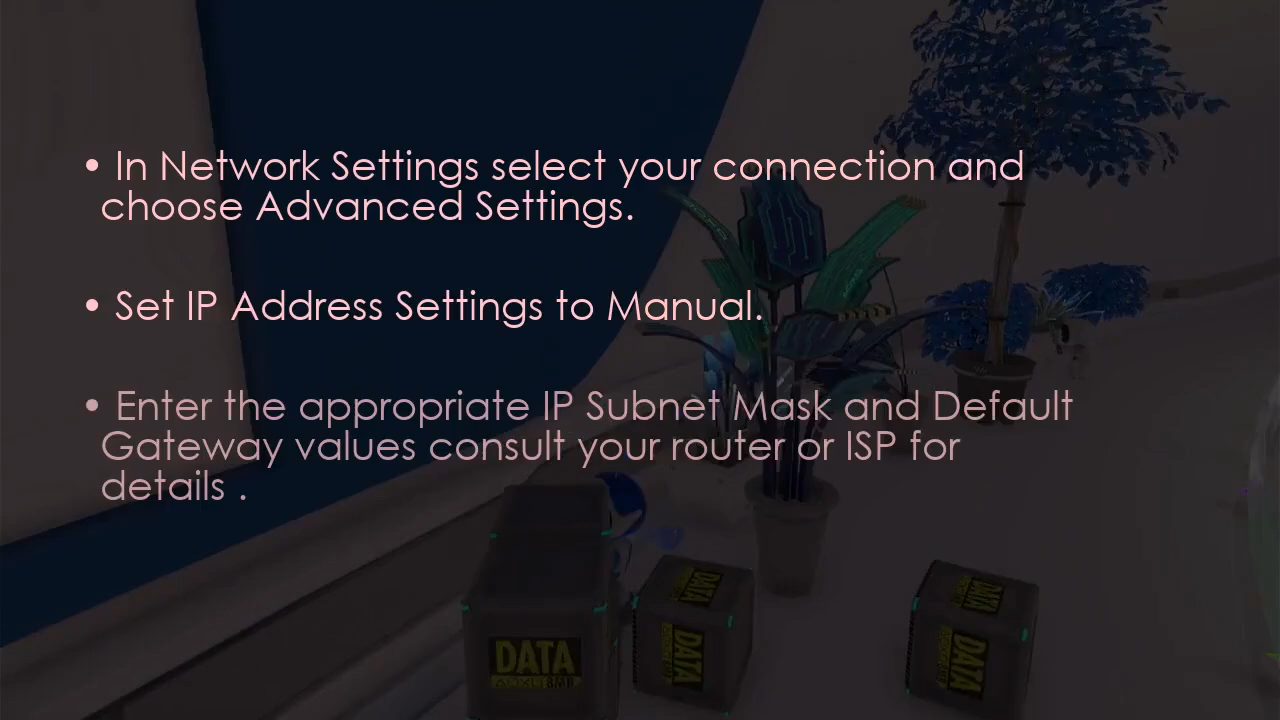 • In Network Settings select your connection and
choose Advanced Settings.
• Set IP Address Settings to Manual.
• Enter the appropriate IP Subnet Mask and Default
Gateway values consult your router or ISP for
details .
DATA
DATA
DATA
DATA
DATA